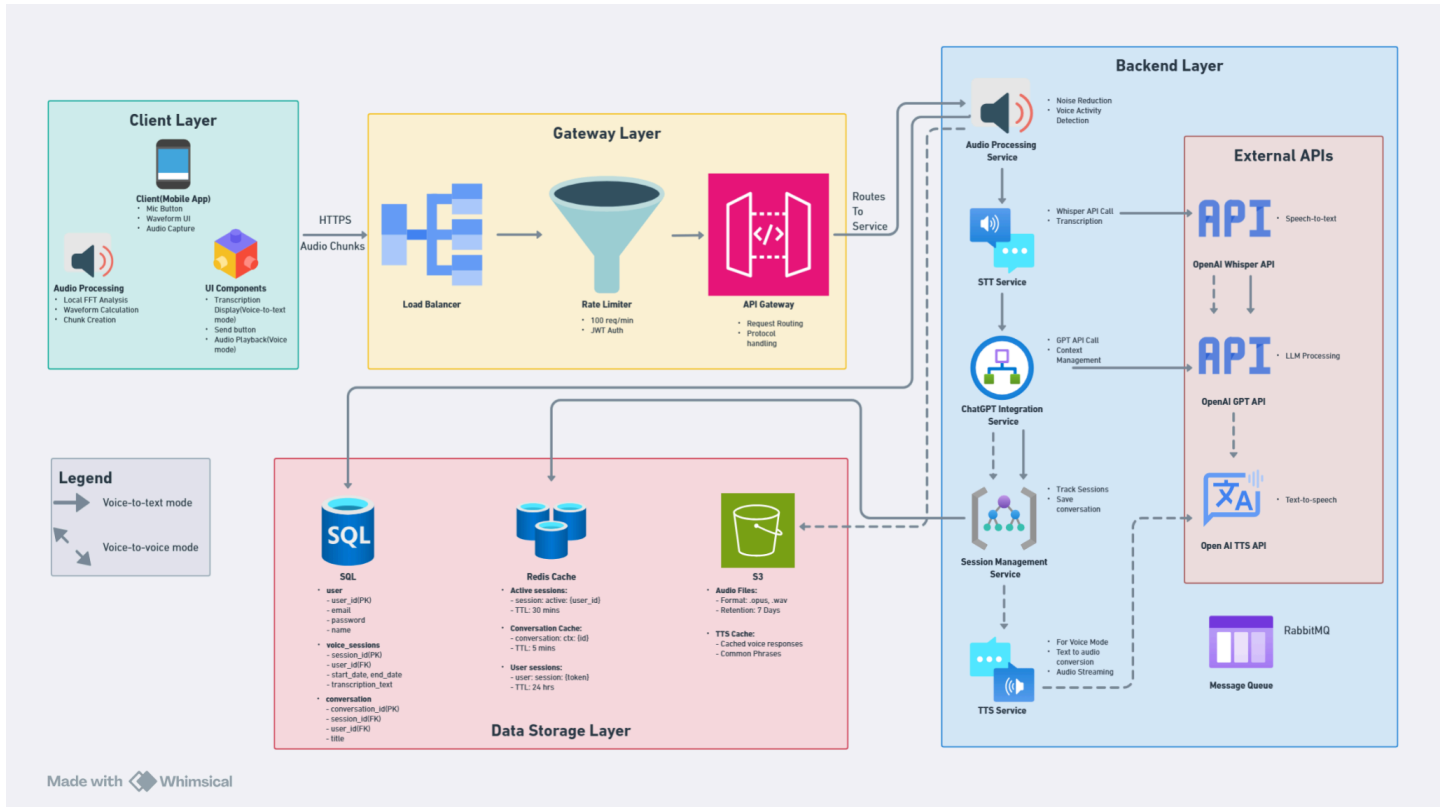 Client Layer
Client(Mobile App)
• Mic Button
• Waveform UI
• Audio Capture
Audio Processing
• Local FFT Analysis
• Waveform Calculation
• Chunk Creation
UI Components
• Transcription
Display(Voice-to-text
mode)
• Send button
• Audio Playback(Voice
mode)
HTTPS
Audio Chunks
Gateway Layer
Load Balancer
Rate Limiter
• 100 req/min
• JWT Auth
API Gateway
• Request Routing
• Protocol
handling
Routes
To
Service
Backend Layer
Audio Processing
Service
• Noise Reduction
• Voice Activity
Detection
STT Service
• Whisper API Call
• Transcription
ChatGPT Integration
Service
• GPT API Call
• Context
Management
Session Management
Service
• Track Sessions
• Save
conversation
TTS Service
• For Voice Mode
• Text to audio
conversion
• Audio Streaming
External APIs
API
• Speech-to-text
OpenAI Whisper API
API
• LLM Processing
OpenAI GPT API
A
• Text-to-speech
Open AI TTS API
RabbitMQ
Message Queue
Legend
Voice-to-text mode
Voice-to-voice mode
SQL
SQL
• user
- user_id(PK)
- email
- password
- name
• voice_sessions
- session_id(PK)
- user_id(FK)
- start_date, end_date
- transcription_text
• conversation
- conversation_id(PK)
- session_id(FK)
- user_id(FK)
- title
Redis Cache
• Active sessions:
- session: active: {user_id}
- TTL: 30 mins
• Conversation Cache:
- conversation: ctx: {id}
- TTL: 5 mins
• User sessions:
- user: session: {token}
- TTL: 24 hrs
S3
• Audio Files:
- Format: .opus, .wav
- Retention: 7 Days
• TTS Cache:
- Cached voice responses
- Common Phrases
Data Storage Layer
Made with Whimsical